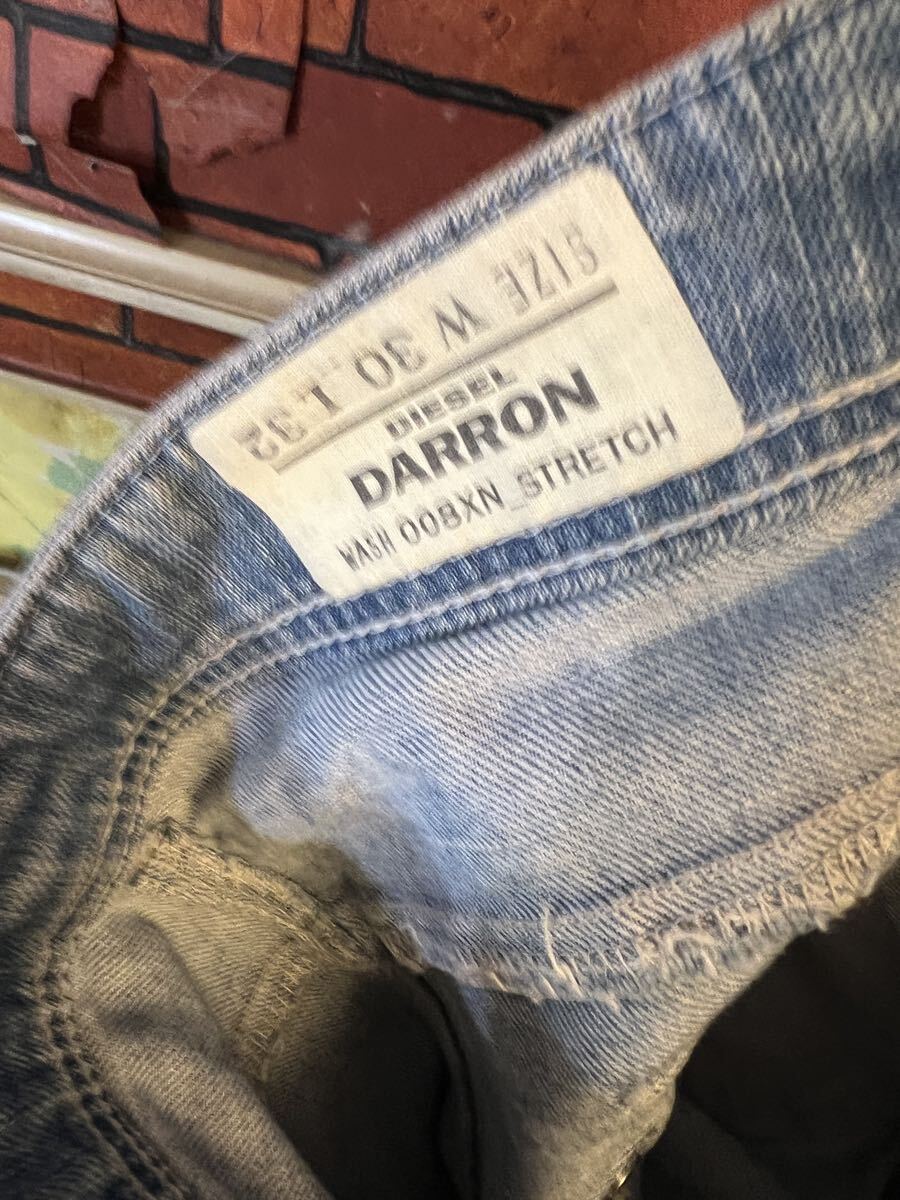 SIZE W 30 L 32
DIESEL
DARRON
WASH 008XN_STRETCH